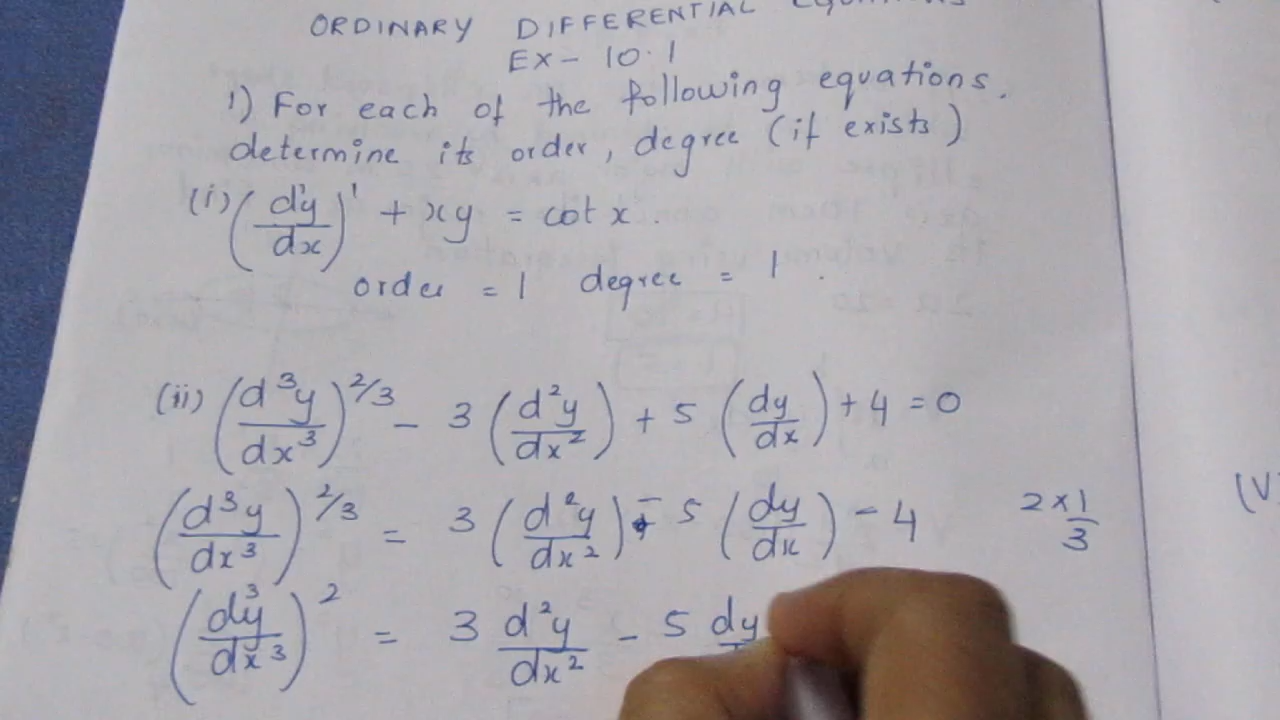 ORDINARY DIFFERENTIAL
EX - 10.1
1) For each of the following equations.
determine its order, degree (if exists)
(i) (d'y/dx)' + xy = cot x.
order = 1 degree = 1.
(ii) (d³y/dx³)^2/3 - 3 (d²y/dx²) + 5 (dy/dx) + 4 = 0
(d³y/dx³)^2/3 = 3 (d²y/dx²) - 5 (dy/dx) - 4 2 × 1/3
(dy³/dx³)² = 3 d²y/dx² - 5 dy
(V